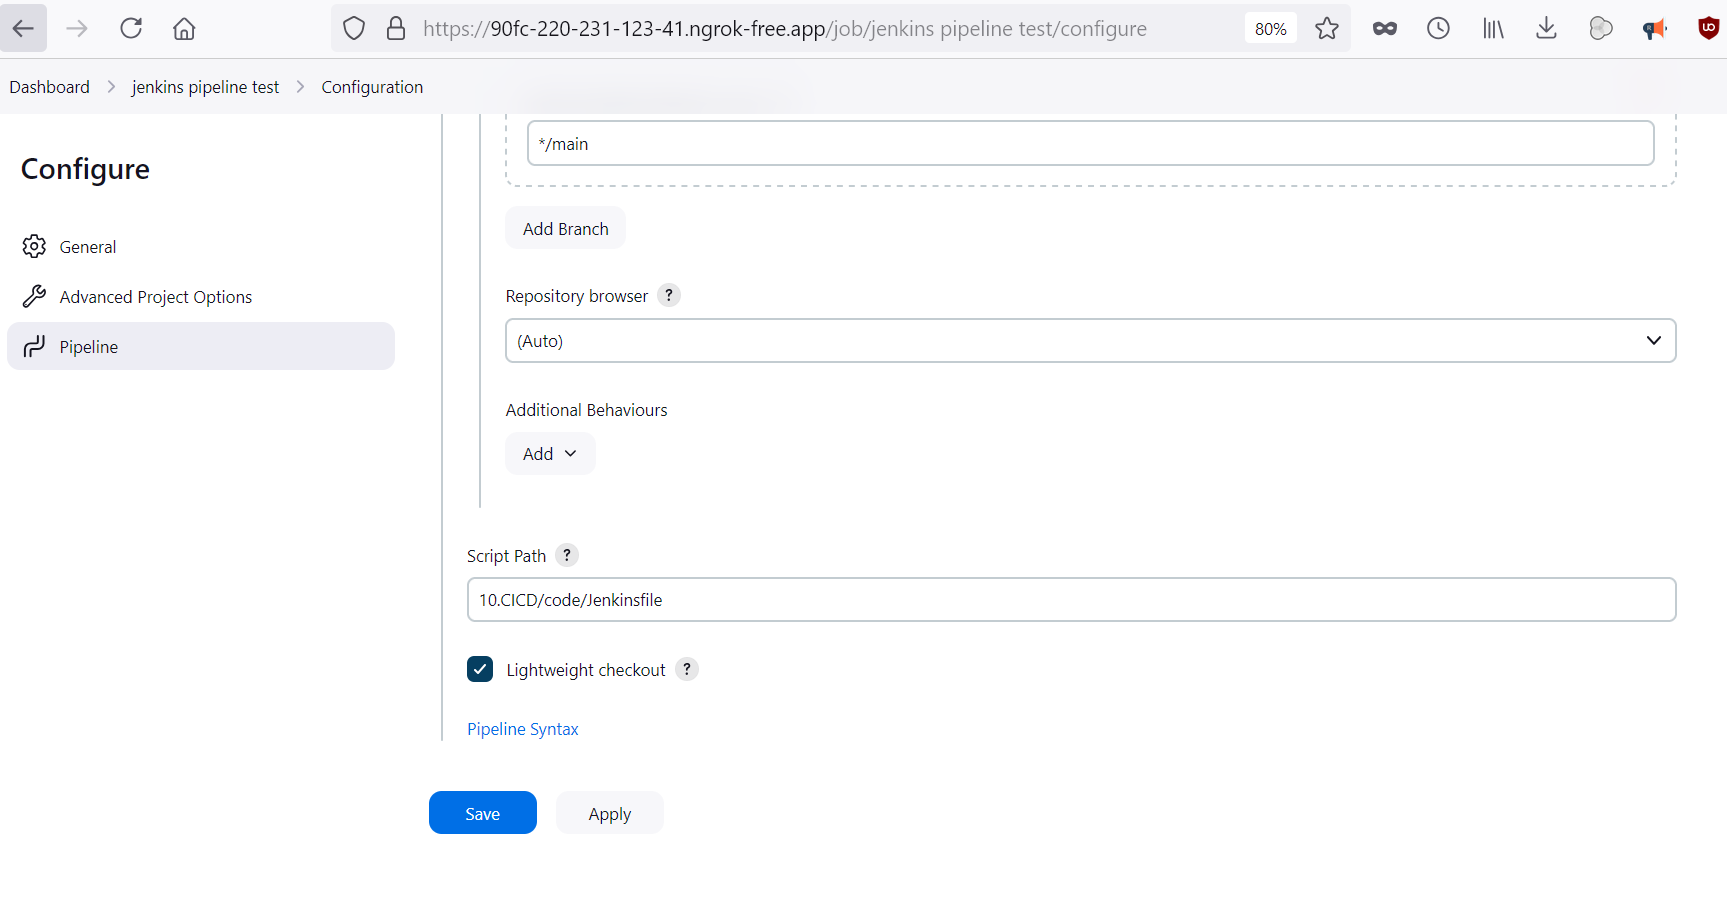 https://90fc-220-231-123-41.ngrok-free.app/job/jenkins pipeline test/configure
80%
Dashboard > jenkins pipeline test > Configuration
Configure
General
Advanced Project Options
Pipeline
*/main
Add Branch
Repository browser ?
(Auto)
Additional Behaviours
Add
Script Path ?
10.CICD/code/Jenkinsfile
Lightweight checkout ?
Pipeline Syntax
Save
Apply